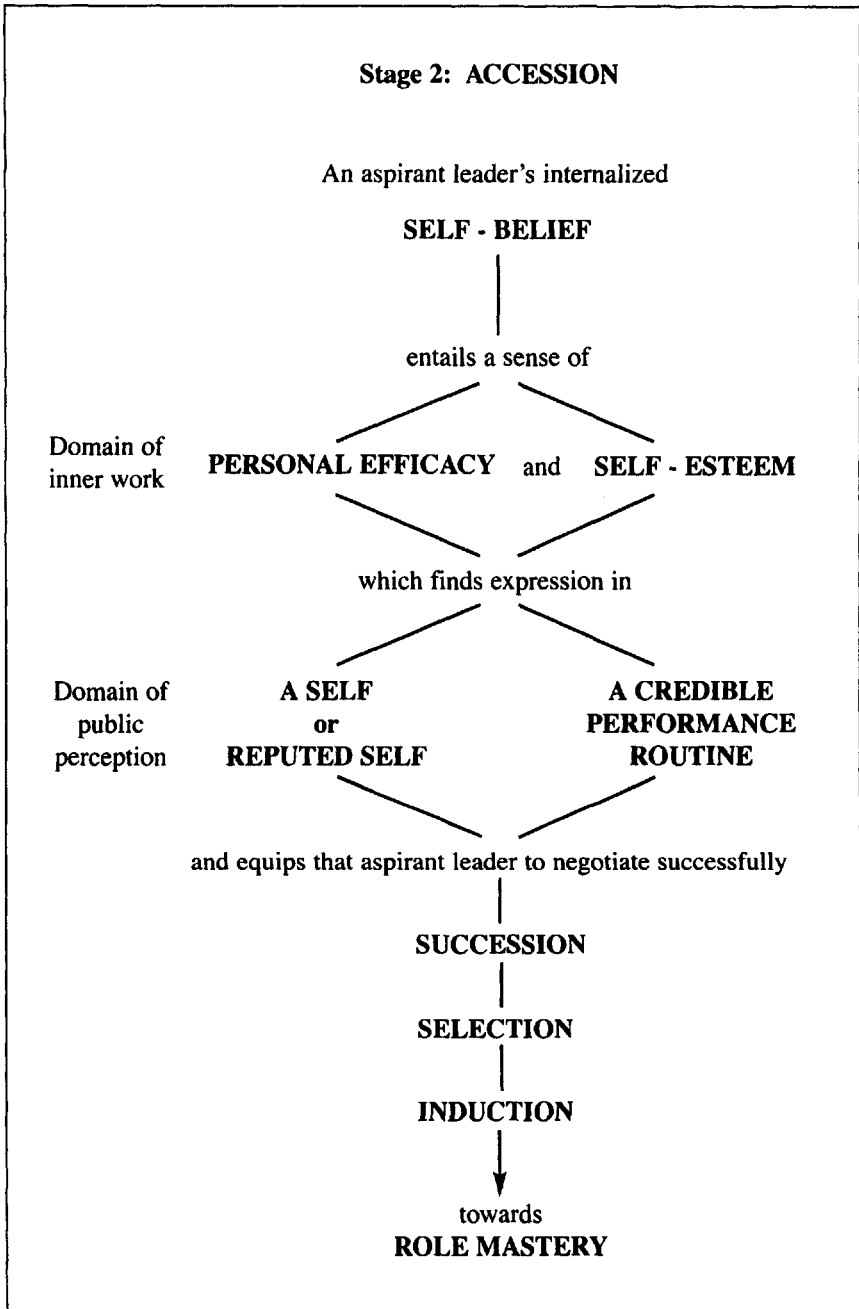 Stage 2: ACCESSION
An aspirant leader's internalized
SELF - BELIEF
entails a sense of
Domain of
inner work
PERSONAL EFFICACY and SELF - ESTEEM
which finds expression in
Domain of
public
perception
A SELF
or
REPUTED SELF
A CREDIBLE
PERFORMANCE
ROUTINE
and equips that aspirant leader to negotiate successfully
SUCCESSION
SELECTION
INDUCTION
towards
ROLE MASTERY